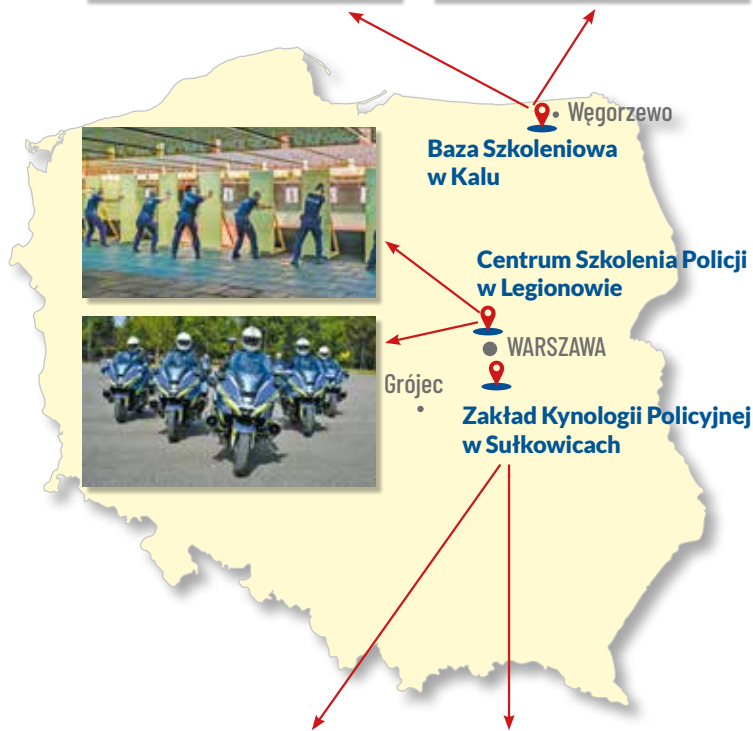 Węgorzewo
Baza Szkoleniowa
w Kalu
Centrum Szkolenia Policji
w Legionowie
WARSZAWA
Grójec
Zakład Kynologii Policyjnej
w Sułkowicach